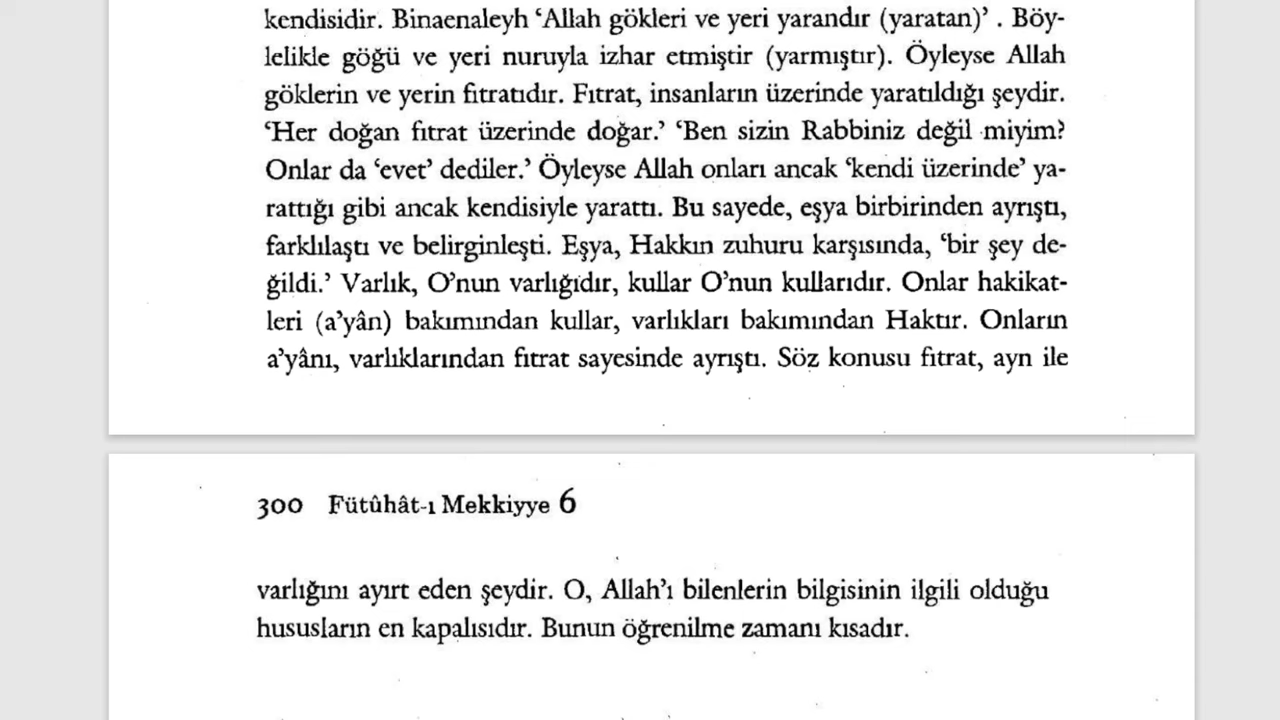 kendisidir. Binaenaleyh ‘Allah gökleri ve yeri yarandır (yaratan)’ . Böy-
lelikle göğü ve yeri nuruyla izhar etmiştir (yarmıştır). Öyleyse Allah
göklerin ve yerin fıtratıdır. Fıtrat, insanların üzerinde yaratıldığı şeydir.
‘Her doğan fıtrat üzerinde doğar.’ ‘Ben sizin Rabbiniz değil miyim?
Onlar da ‘evet’ dediler.’ Öyleyse Allah onları ancak ‘kendi üzerinde’ ya-
rattığı gibi ancak kendisiyle yarattı. Bu sayede, eşya birbirinden ayrıştı,
farklılaştı ve belirginleşti. Eşya, Hakkın zuhuru karşısında, ‘bir şey de-
ğildi.’ Varlık, O’nun varlığıdır, kullar O’nun kullarıdır. Onlar hakikat-
leri (a’yân) bakımından kullar, varlıkları bakımından Haktır. Onların
a’yânı, varlıklarından fıtrat sayesinde ayrıştı. Söz konusu fıtrat, ayn ile
300 Fütûhât-ı Mekkiyye 6
varlığını ayırt eden şeydir. O, Allah’ı bilenlerin bilgisinin ilgili olduğu
hususların en kapalısıdır. Bunun öğrenilme zamanı kısadır.